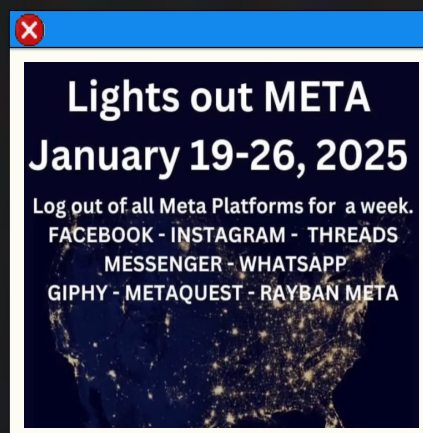 Lights out META
January 19-26, 2025
Log out of all Meta Platforms for a week.
FACEBOOK - INSTAGRAM - THREADS
MESSENGER - WHATSAPP
GIPHY - METAQUEST - RAYBAN META